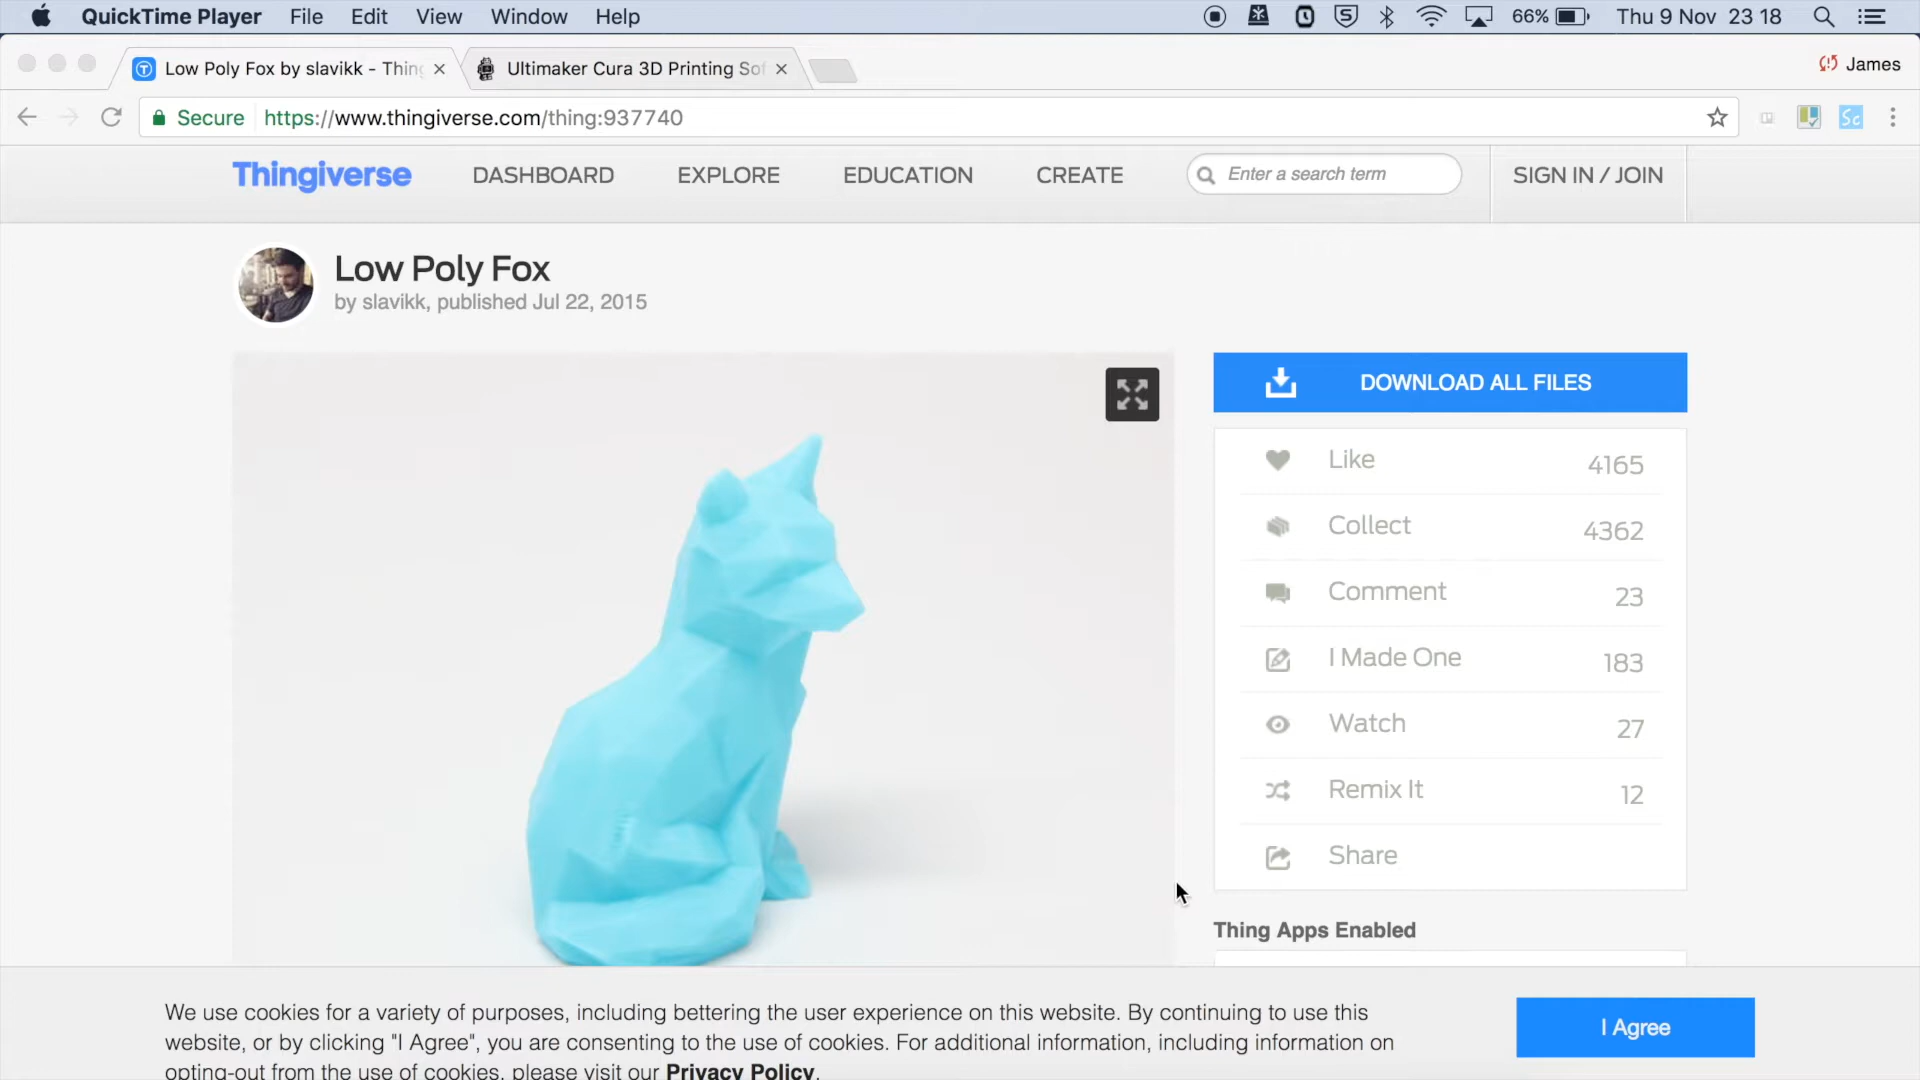 QuickTime Player File Edit View Window Help 66% Thu 9 Nov 23 18
Low Poly Fox by slavikk - Thing Ultimaker Cura 3D Printing Sof James
Secure https://www.thingiverse.com/thing:937740
Thingiverse DASHBOARD EXPLORE EDUCATION CREATE Enter a search term SIGN IN / JOIN
Low Poly Fox
by slavikk, published Jul 22, 2015
DOWNLOAD ALL FILES
Like 4165
Collect 4362
Comment 23
I Made One 183
Watch 27
Remix It 12
Share
Thing Apps Enabled
We use cookies for a variety of purposes, including bettering the user experience on this website. By continuing to use this
website, or by clicking "I Agree", you are consenting to the use of cookies. For additional information, including information on
opting-out from the use of cookies, please visit our Privacy Policy.
I Agree